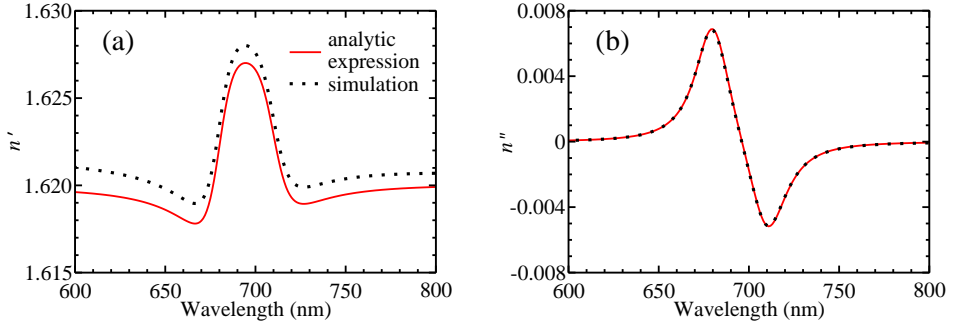 1.630
(a)
analytic
expression
simulation
1.625
n′
1.620
1.615
600
650
700
750
800
Wavelength (nm)
0.008
(b)
0.004
n″
0
-0.004
-0.008
600
650
700
750
800
Wavelength (nm)